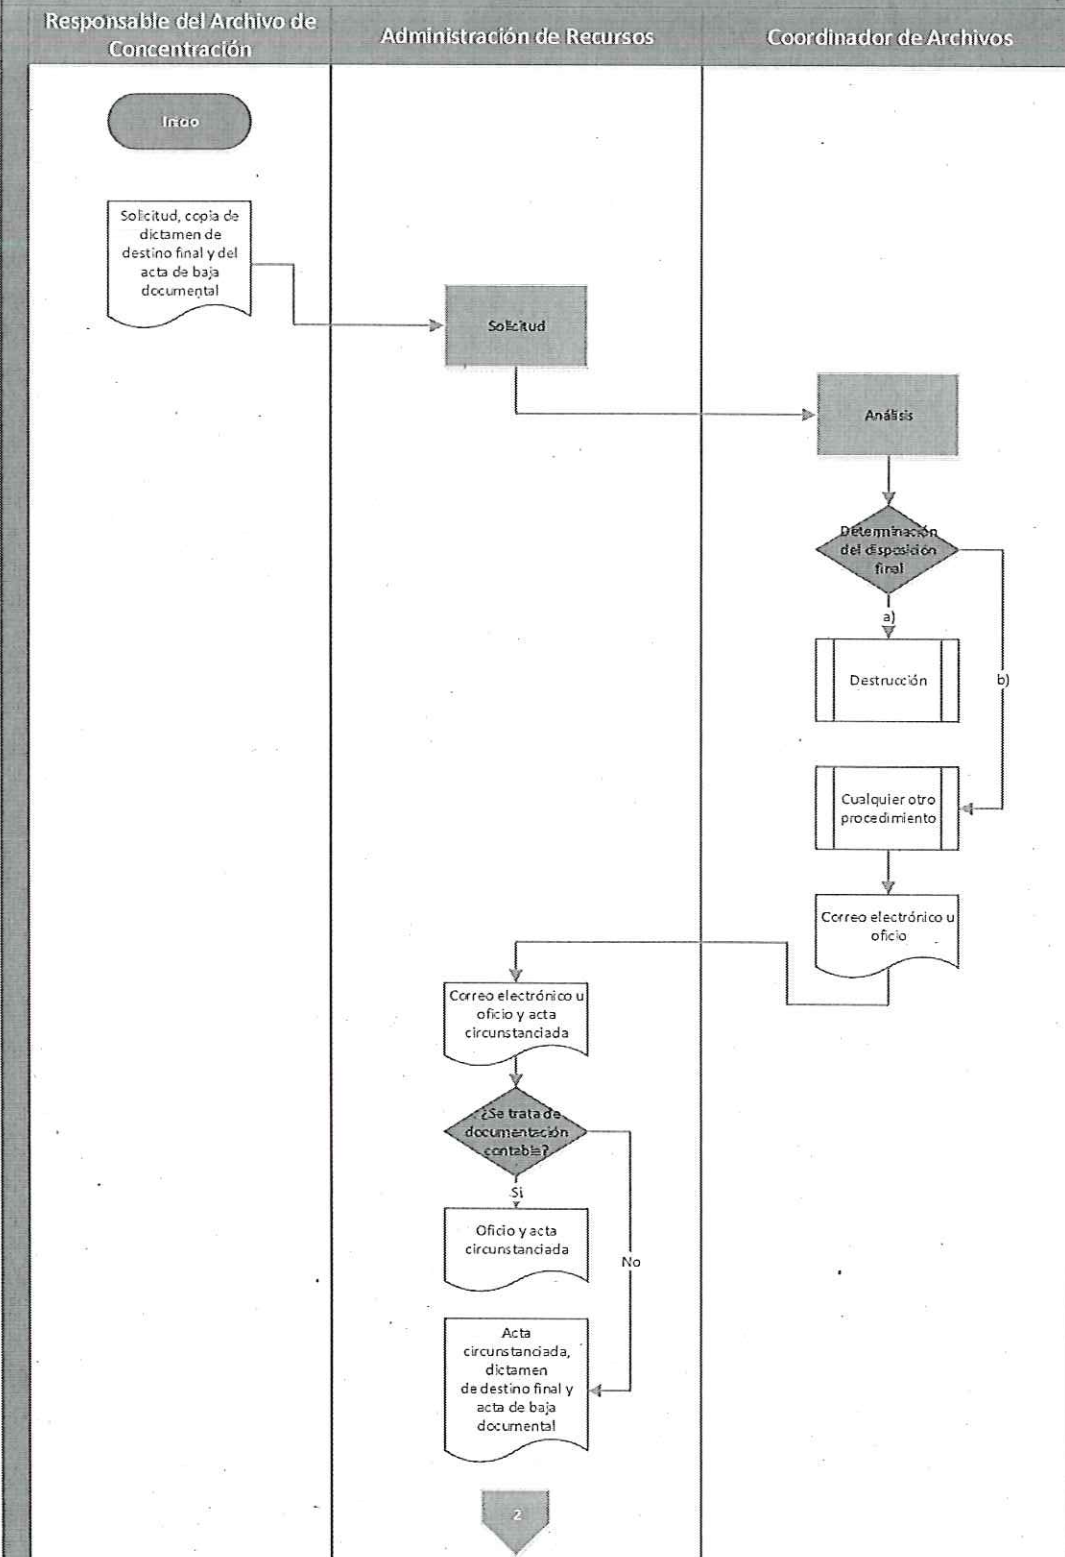 Responsable del Archivo de
Concentración
Administración de Recursos
Coordinador de Archivos
Inicio
Solicitud, copia de
dictamen de
destino final y del
acta de baja
documental
Solicitud
Análisis
Determinación
del disposición
final
a)
Destrucción
b)
Cualquier otro
procedimiento
Correo electrónico u
oficio
Correo electrónico u
oficio y acta
circunstanciada
¿Se trata de
documentación
contable?
Si
Oficio y acta
circunstanciada
No
Acta
circunstanciada,
dictamen
de destino final y
acta de baja
documental
2